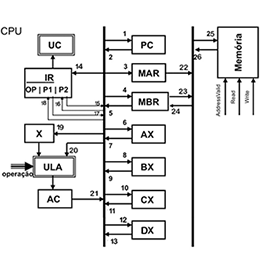 CPU
UC
1
2
PC
25
26
Memória
IR
OP | P1 | P2
14
3
MAR
22
4
MBR
23
24
16
17
18
5
AddressValid
Read
Write
X
19
20
6
7
AX
operação
ULA
8
9
BX
AC
21
10
11
CX
12
13
DX